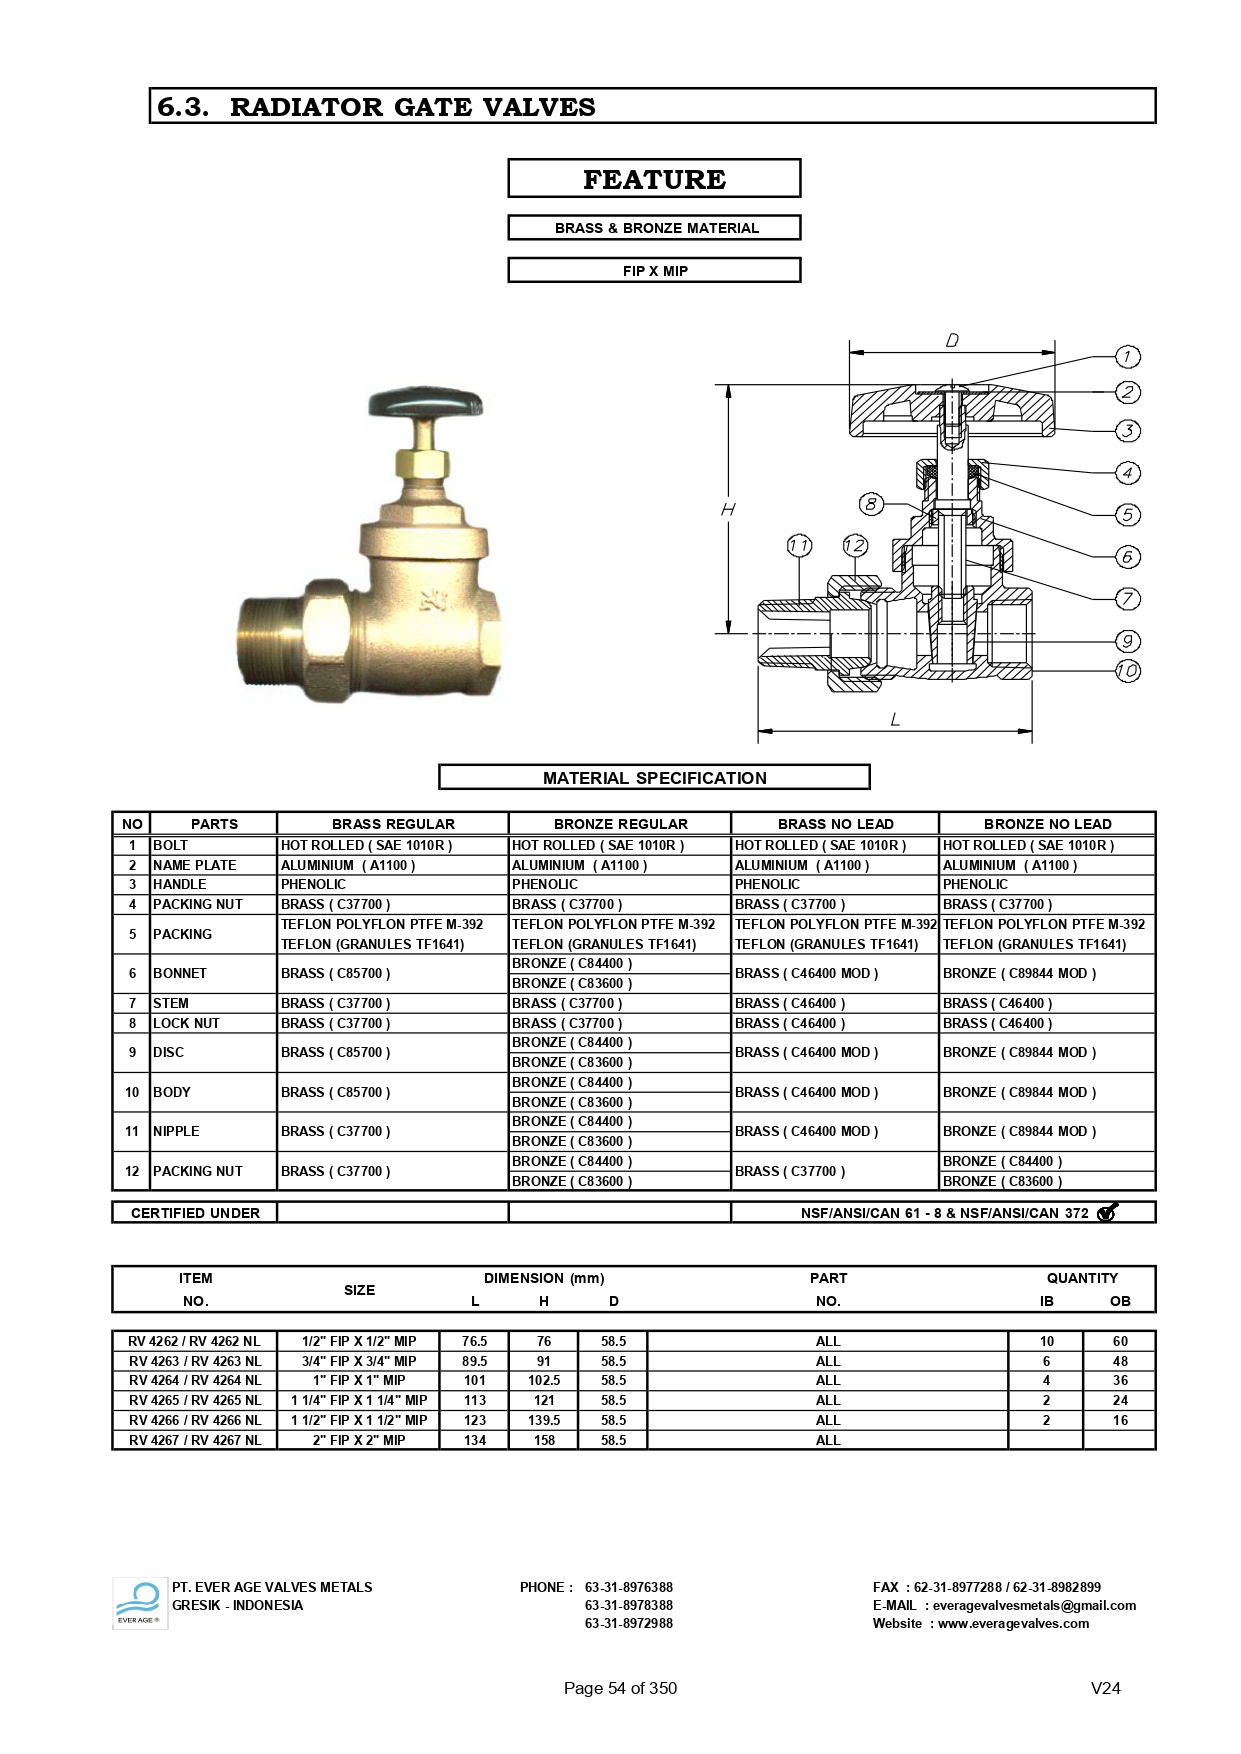 6.3. RADIATOR GATE VALVES
FEATURE
BRASS & BRONZE MATERIAL
FIP X MIP
D
1
2
3
4
H
8
5
11
12
6
7
9
10
L
MATERIAL SPECIFICATION
NO PARTS BRASS REGULAR BRONZE REGULAR BRASS NO LEAD BRONZE NO LEAD
1 BOLT HOT ROLLED ( SAE 1010R ) HOT ROLLED ( SAE 1010R ) HOT ROLLED ( SAE 1010R ) HOT ROLLED ( SAE 1010R )
2 NAME PLATE ALUMINIUM ( A1100 ) ALUMINIUM ( A1100 ) ALUMINIUM ( A1100 ) ALUMINIUM ( A1100 )
3 HANDLE PHENOLIC PHENOLIC PHENOLIC PHENOLIC
4 PACKING NUT BRASS ( C37700 ) BRASS ( C37700 ) BRASS ( C37700 ) BRASS ( C37700 )
5 PACKING TEFLON POLYFLON PTFE M-392 TEFLON POLYFLON PTFE M-392 TEFLON POLYFLON PTFE M-392 TEFLON POLYFLON PTFE M-392
TEFLON (GRANULES TF1641) TEFLON (GRANULES TF1641) TEFLON (GRANULES TF1641) TEFLON (GRANULES TF1641)
6 BONNET BRASS ( C85700 ) BRONZE ( C84400 ) BRASS ( C46400 MOD ) BRONZE ( C89844 MOD )
BRONZE ( C83600 )
7 STEM BRASS ( C37700 ) BRASS ( C37700 ) BRASS ( C46400 ) BRASS ( C46400 )
8 LOCK NUT BRASS ( C37700 ) BRASS ( C37700 ) BRASS ( C46400 ) BRASS ( C46400 )
9 DISC BRASS ( C85700 ) BRONZE ( C84400 ) BRASS ( C46400 MOD ) BRONZE ( C89844 MOD )
BRONZE ( C83600 )
10 BODY BRASS ( C85700 ) BRONZE ( C84400 ) BRASS ( C46400 MOD ) BRONZE ( C89844 MOD )
BRONZE ( C83600 )
11 NIPPLE BRASS ( C37700 ) BRONZE ( C84400 ) BRASS ( C46400 MOD ) BRONZE ( C89844 MOD )
BRONZE ( C83600 )
12 PACKING NUT BRASS ( C37700 ) BRONZE ( C84400 ) BRASS ( C37700 ) BRONZE ( C84400 )
BRONZE ( C83600 ) BRONZE ( C83600 )
CERTIFIED UNDER NSF/ANSI/CAN 61 - 8 & NSF/ANSI/CAN 372
ITEM SIZE DIMENSION (mm) PART QUANTITY
NO. L H D NO. IB OB
RV 4262 / RV 4262 NL 1/2" FIP X 1/2" MIP 76.5 76 58.5 ALL 10 60
RV 4263 / RV 4263 NL 3/4" FIP X 3/4" MIP 89.5 91 58.5 ALL 6 48
RV 4264 / RV 4264 NL 1" FIP X 1" MIP 101 102.5 58.5 ALL 4 36
RV 4265 / RV 4265 NL 1 1/4" FIP X 1 1/4" MIP 113 121 58.5 ALL 2 24
RV 4266 / RV 4266 NL 1 1/2" FIP X 1 1/2" MIP 123 139.5 58.5 ALL 2 16
RV 4267 / RV 4267 NL 2" FIP X 2" MIP 134 158 58.5 ALL
EVER AGE ®
PT. EVER AGE VALVES METALS PHONE : 63-31-8976388 FAX : 62-31-8977288 / 62-31-8982899
GRESIK - INDONESIA 63-31-8978388 E-MAIL : everagevalvesmetals@gmail.com
63-31-8972988 Website : www.everagevalves.com
Page 54 of 350 V24